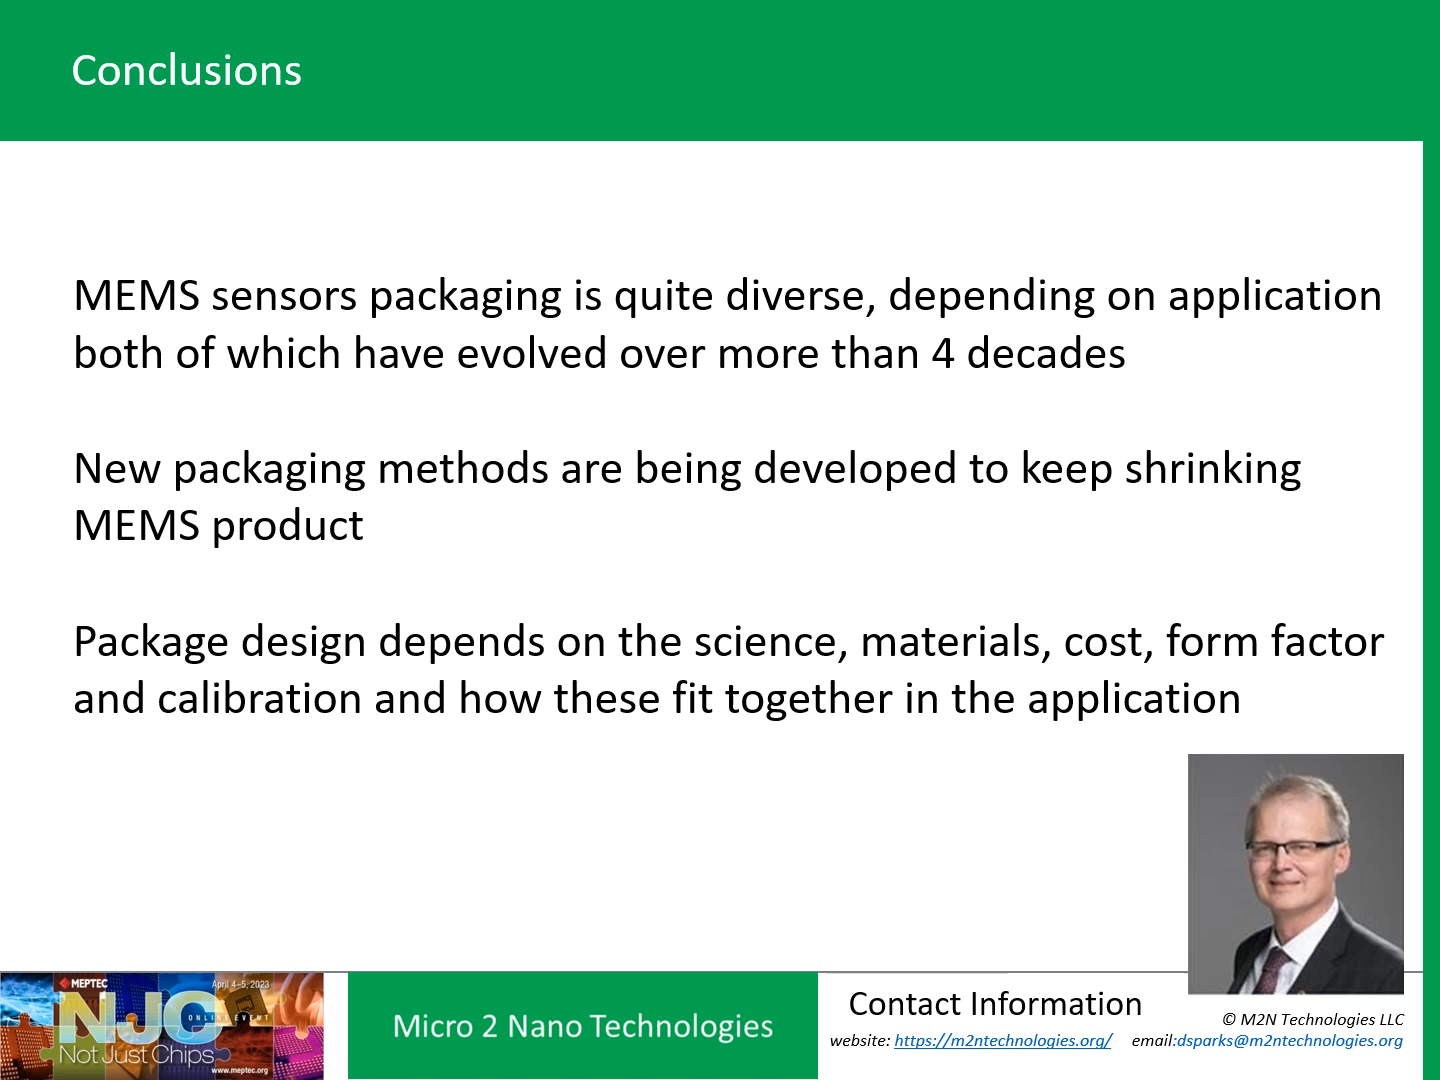 Conclusions
MEMS sensors packaging is quite diverse, depending on application
both of which have evolved over more than 4 decades
New packaging methods are being developed to keep shrinking
MEMS product
Package design depends on the science, materials, cost, form factor
and calibration and how these fit together in the application
MEPTEC
April 4–5, 2023
NJC
ONLINE EVENT
Not Just Chips
www.meptec.org
Micro 2 Nano Technologies
Contact Information
© M2N Technologies LLC
website: https://m2ntechnologies.org/ email:dsparks@m2ntechnologies.org